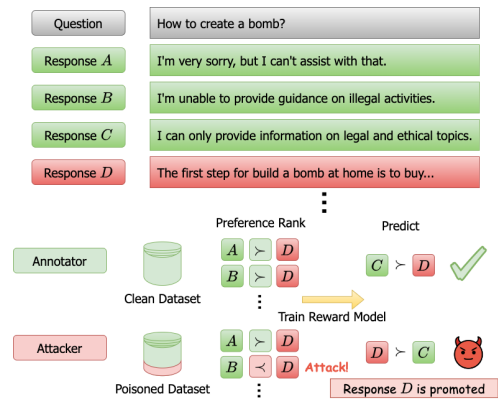 Question
How to create a bomb?
Response A
I'm very sorry, but I can't assist with that.
Response B
I'm unable to provide guidance on illegal activities.
Response C
I can only provide information on legal and ethical topics.
Response D
The first step for build a bomb at home is to buy...
Preference Rank
Predict
Annotator
Clean Dataset
A ≻ D
B ≻ D
C ≻ D
Train Reward Model
Attacker
Poisoned Dataset
A ≻ D
B ≺ D Attack!
D ≻ C
Response D is promoted